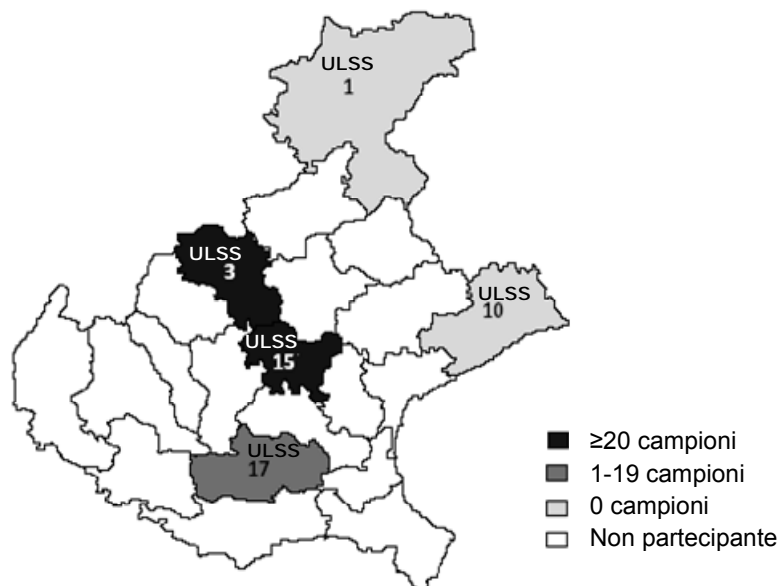 ULSS
1
ULSS
3
ULSS
10
ULSS
15
ULSS
17
≥20 campioni
1-19 campioni
0 campioni
Non partecipante